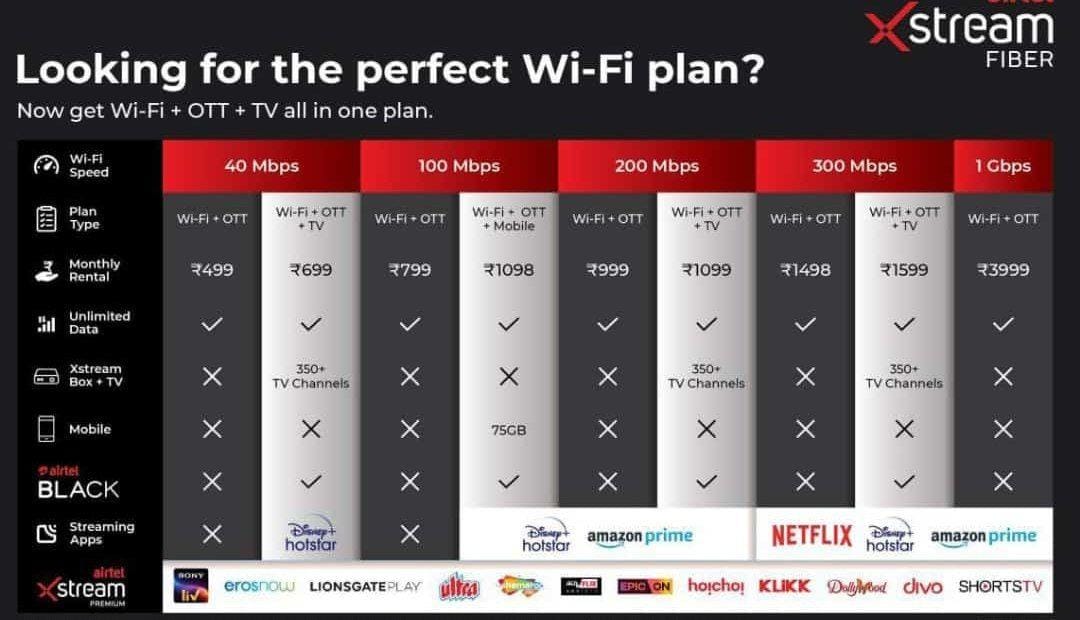 airtel
Xstream
FIBER
Looking for the perfect Wi-Fi plan?
Now get Wi-Fi + OTT + TV all in one plan.
Wi-Fi Speed 40 Mbps 100 Mbps 200 Mbps 300 Mbps 1 Gbps
Plan Type Wi-Fi + OTT Wi-Fi + OTT + TV Wi-Fi + OTT Wi-Fi + OTT + Mobile Wi-Fi + OTT Wi-Fi + OTT + TV Wi-Fi + OTT Wi-Fi + OTT + TV Wi-Fi + OTT
Monthly Rental ₹499 ₹699 ₹799 ₹1098 ₹999 ₹1099 ₹1498 ₹1599 ₹3999
Unlimited Data
Xstream Box + TV 350+ TV Channels 350+ TV Channels 350+ TV Channels
Mobile 75GB
airtel
BLACK
Streaming Apps Disney+ hotstar Disney+ hotstar amazon prime NETFLIX Disney+ hotstar amazon prime
airtel
Xstream
PREMIUM
SONY liv erosnow LIONSGATE PLAY ultra shemaroo EPIC ON hoichoi KLiKK Dollywood divo SHORTSTV